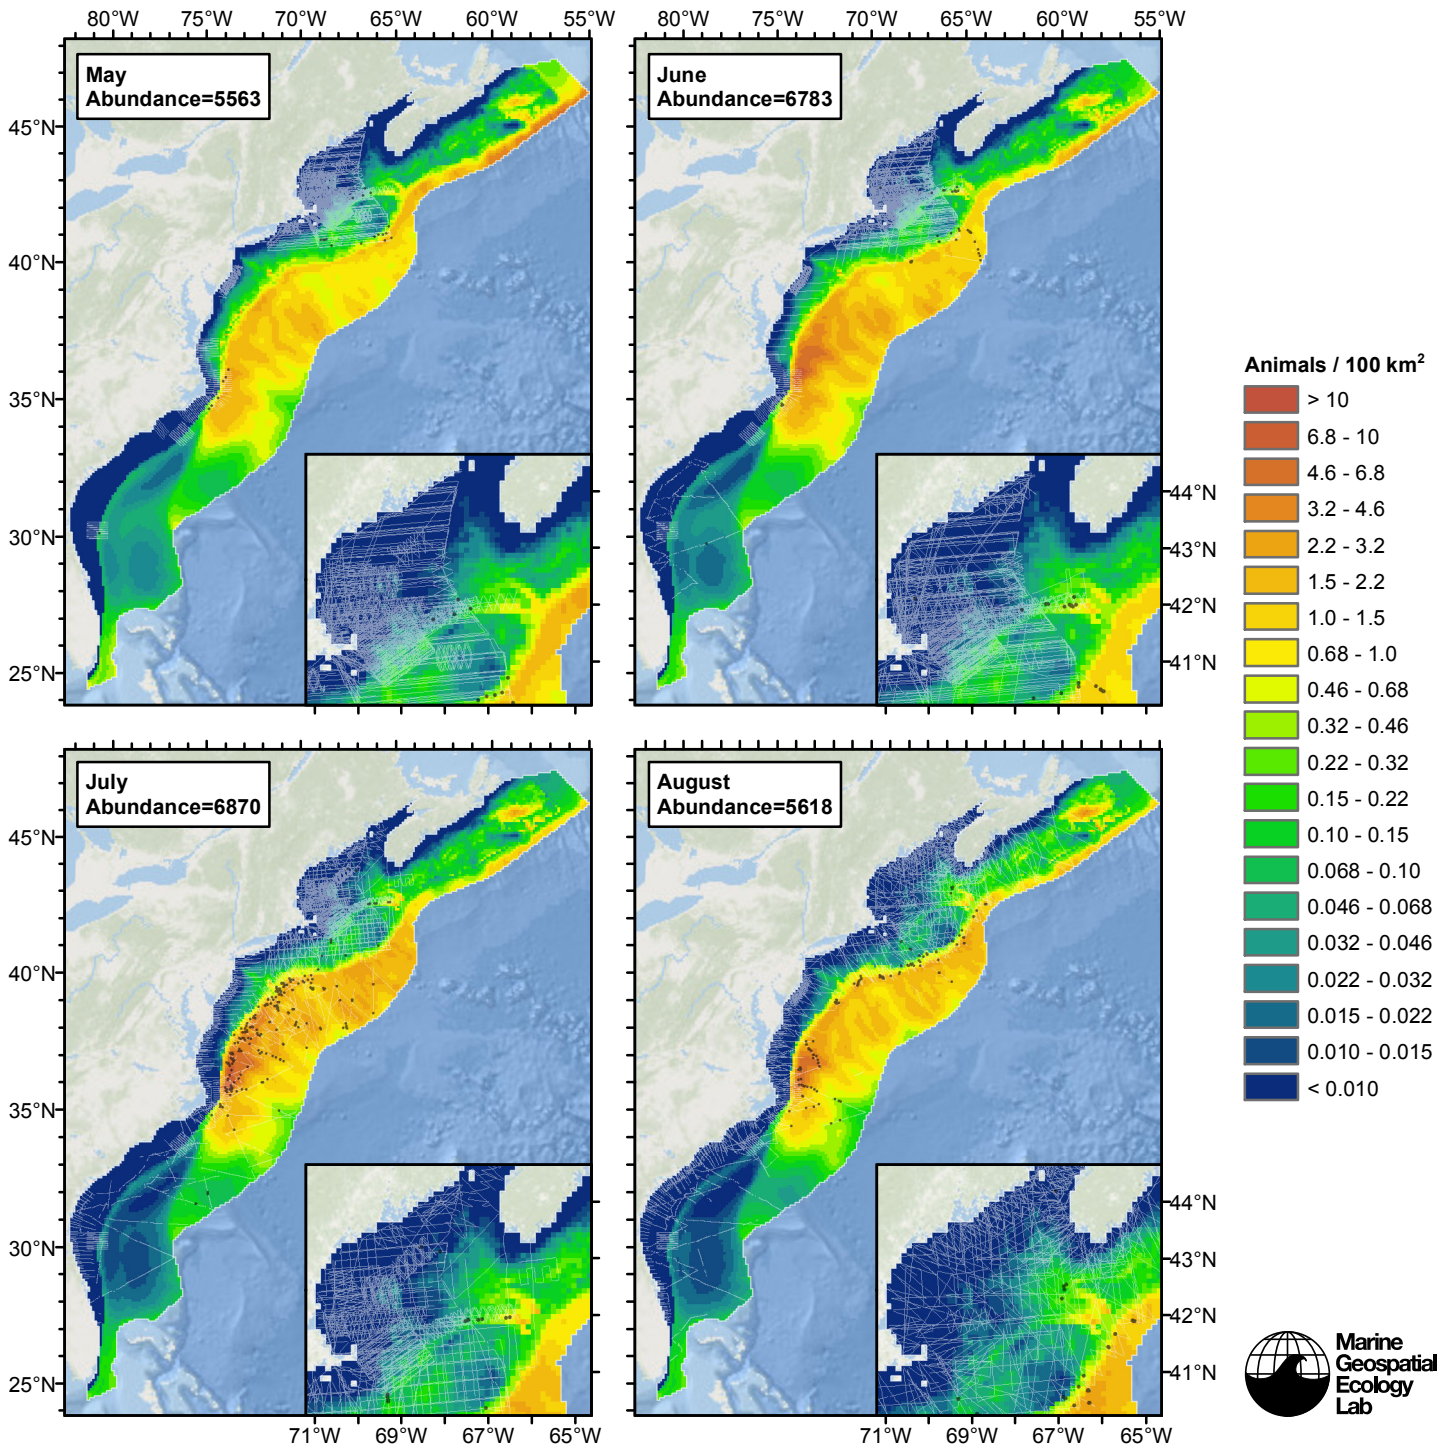 80°W 75°W 70°W 65°W 60°W 55°W
80°W 75°W 70°W 65°W 60°W 55°W
May
Abundance=5563
June
Abundance=6783
45°N
40°N
35°N
30°N
25°N
44°N
43°N
42°N
41°N
July
Abundance=6870
August
Abundance=5618
45°N
40°N
35°N
30°N
25°N
44°N
43°N
42°N
41°N
71°W 69°W 67°W 65°W
71°W 69°W 67°W 65°W
Animals / 100 km²
> 10
6.8 - 10
4.6 - 6.8
3.2 - 4.6
2.2 - 3.2
1.5 - 2.2
1.0 - 1.5
0.68 - 1.0
0.46 - 0.68
0.32 - 0.46
0.22 - 0.32
0.15 - 0.22
0.10 - 0.15
0.068 - 0.10
0.046 - 0.068
0.032 - 0.046
0.022 - 0.032
0.015 - 0.022
0.010 - 0.015
< 0.010
Marine
Geospatial
Ecology
Lab